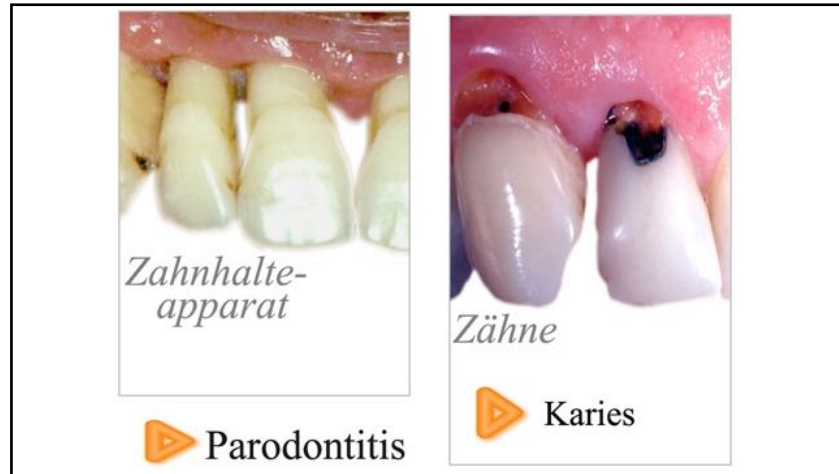 Zahnhalte-
apparat
Parodontitis
Zähne
Karies